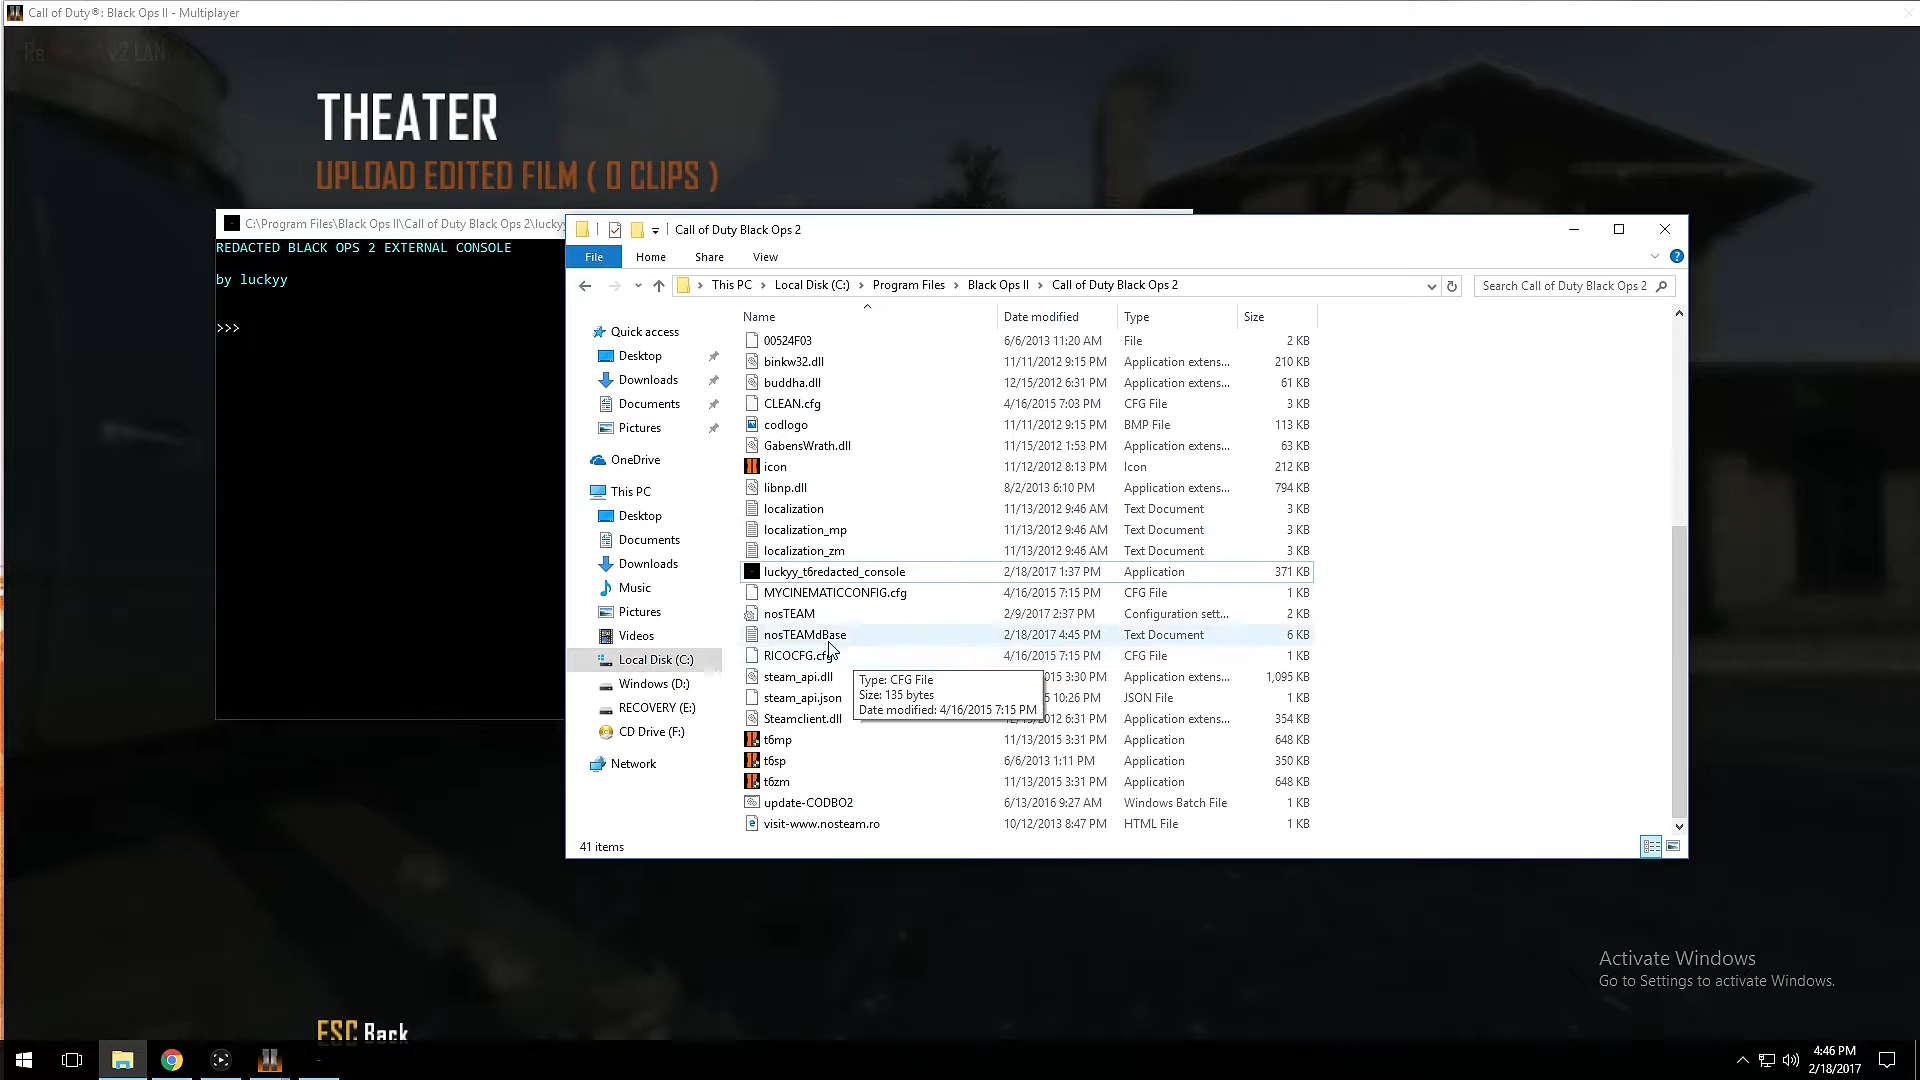 Call of Duty®: Black Ops II - Multiplayer
v2 LAN
THEATER
UPLOAD EDITED FILM ( 0 CLIPS )
C:\Program Files\Black Ops II\Call of Duty Black Ops 2\lucky
REDACTED BLACK OPS 2 EXTERNAL CONSOLE
by luckyy
>>>
Call of Duty Black Ops 2
File Home Share View
This PC > Local Disk (C:) > Program Files > Black Ops II > Call of Duty Black Ops 2
Search Call of Duty Black Ops 2
Quick access
Desktop
Downloads
Documents
Pictures
OneDrive
This PC
Desktop
Documents
Downloads
Music
Pictures
Videos
Local Disk (C:)
Windows (D:)
RECOVERY (E:)
CD Drive (F:)
Network
Name Date modified Type Size
00524F03 6/6/2013 11:20 AM File 2 KB
binkw32.dll 11/11/2012 9:15 PM Application extens... 210 KB
buddha.dll 12/15/2012 6:31 PM Application extens... 61 KB
CLEAN.cfg 4/16/2015 7:03 PM CFG File 3 KB
codlogo 11/11/2012 9:15 PM BMP File 113 KB
GabensWrath.dll 11/15/2012 1:53 PM Application extens... 63 KB
icon 11/12/2012 8:13 PM Icon 212 KB
libnp.dll 8/2/2013 6:10 PM Application extens... 794 KB
localization 11/13/2012 9:46 AM Text Document 3 KB
localization_mp 11/13/2012 9:46 AM Text Document 3 KB
localization_zm 11/13/2012 9:46 AM Text Document 3 KB
luckyy_t6redacted_console 2/18/2017 1:37 PM Application 371 KB
MYCINEMATICCONFIG.cfg 4/16/2015 7:15 PM CFG File 1 KB
nosTEAM 2/9/2017 2:37 PM Configuration sett... 2 KB
nosTEAMdBase 2/18/2017 4:45 PM Text Document 6 KB
RICOCFG.cfg 4/16/2015 7:15 PM CFG File 1 KB
steam_api.dll 015 3:30 PM Application extens... 1,095 KB
steam_api.json 10:26 PM JSON File 1 KB
Steamclient.dll 12/15/2012 6:31 PM Application extens... 354 KB
t6mp 11/13/2015 3:31 PM Application 648 KB
t6sp 6/6/2013 1:11 PM Application 350 KB
t6zm 11/13/2015 3:31 PM Application 648 KB
update-CODBO2 6/13/2016 9:27 AM Windows Batch File 1 KB
visit-www.nosteam.ro 10/12/2013 8:47 PM HTML File 1 KB
Type: CFG File
Size: 135 bytes
Date modified: 4/16/2015 7:15 PM
41 items
Activate Windows
Go to Settings to activate Windows.
ESC Back
4:46 PM
2/18/2017